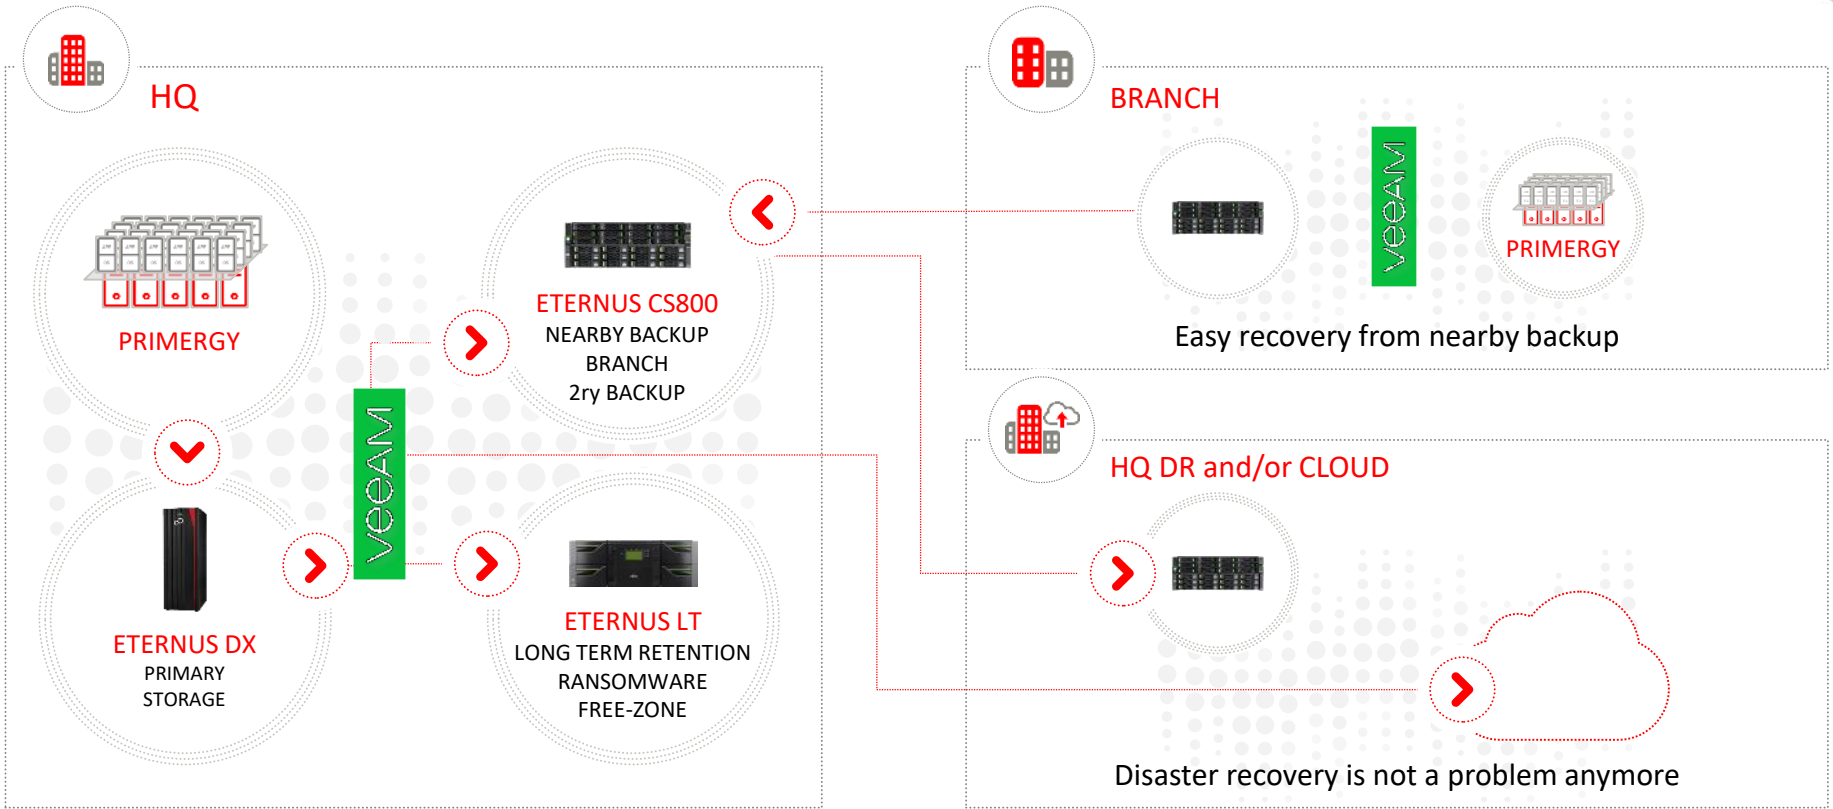 HQ
PRIMERGY
ETERNUS CS800
NEARBY BACKUP
BRANCH
2ry BACKUP
veeAM
ETERNUS DX
PRIMARY
STORAGE
ETERNUS LT
LONG TERM RETENTION
RANSOMWARE
FREE-ZONE
BRANCH
veeAM
PRIMERGY
Easy recovery from nearby backup
HQ DR and/or CLOUD
Disaster recovery is not a problem anymore